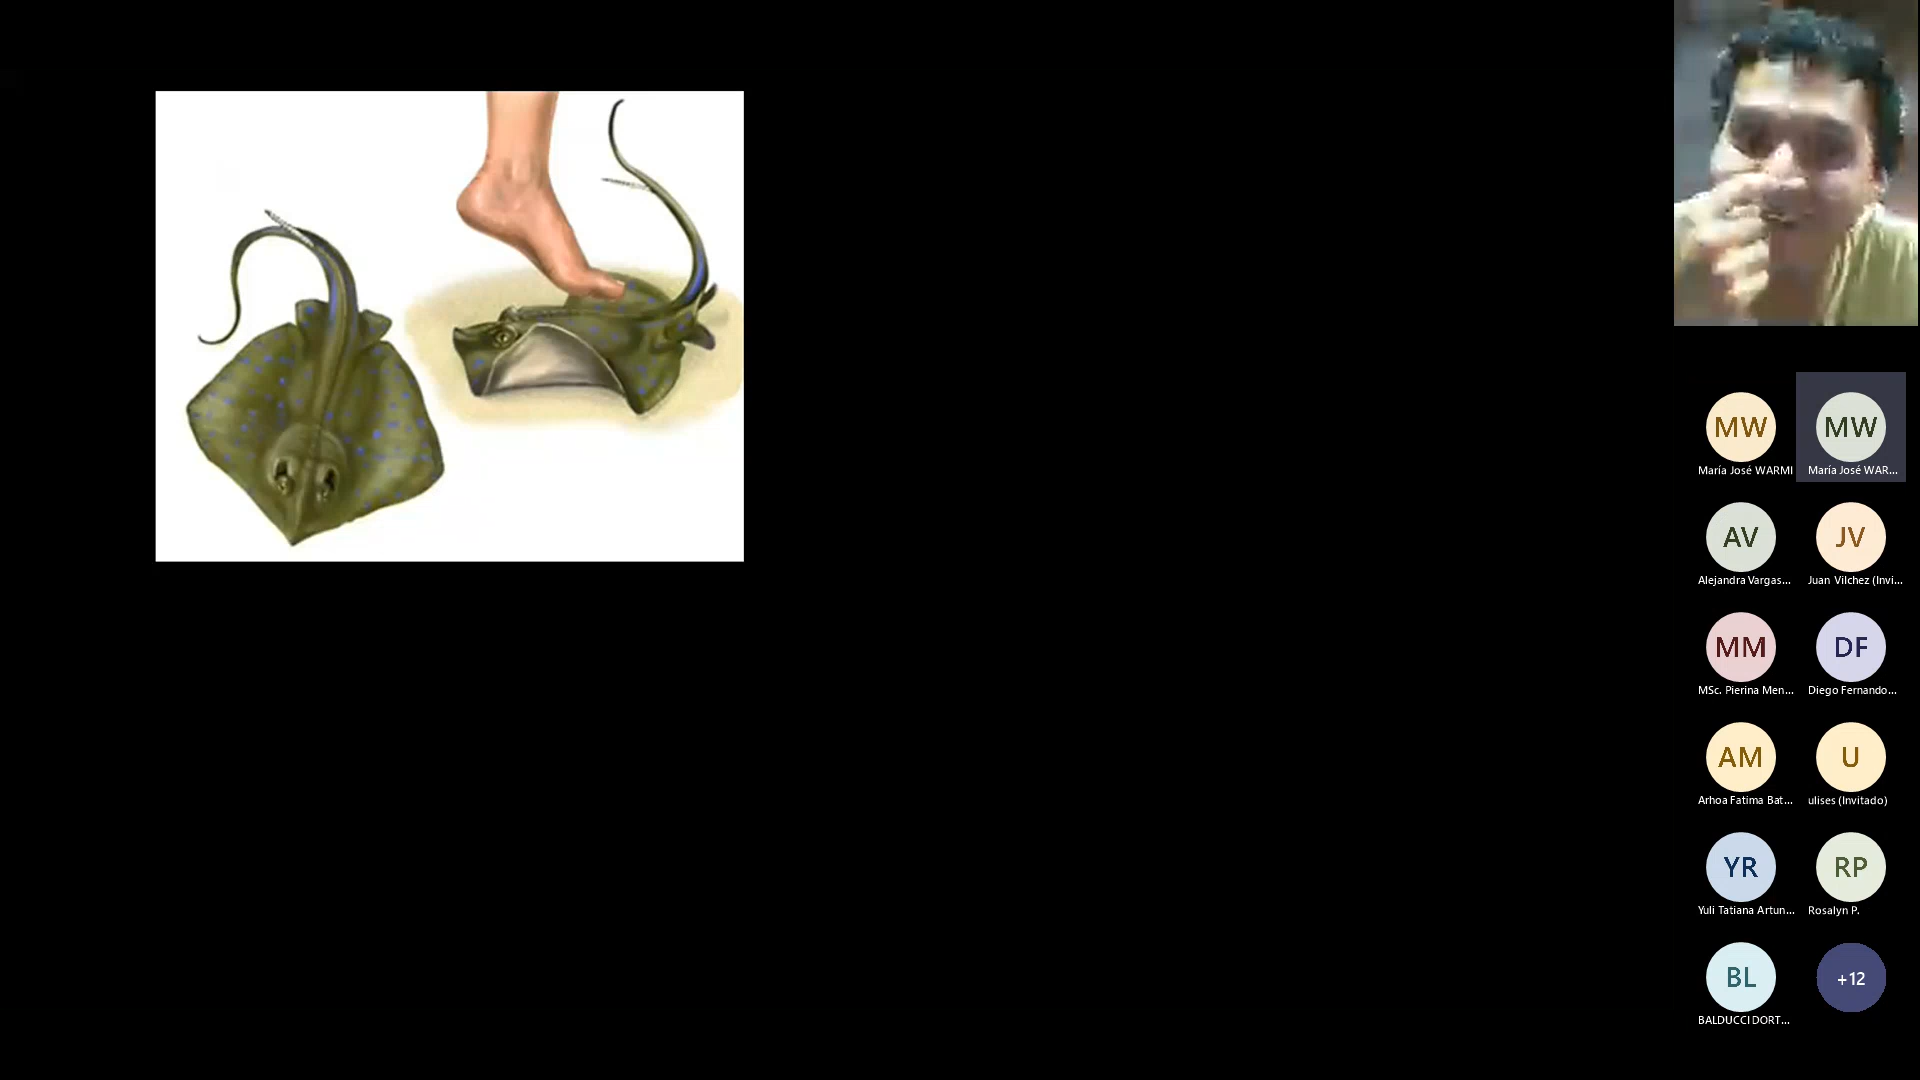 MW
MW
María José WARMI
María José WAR...
AV
JV
Alejandra Vargas...
Juan Vilchez (Invi...
MM
DF
MSc. Pierina Men...
Diego Fernando...
AM
U
Arhoa Fatima Bat...
ulises (Invitado)
YR
RP
Yuli Tatiana Artun...
Rosalyn P.
BL
+12
BALDUCCI DORT...